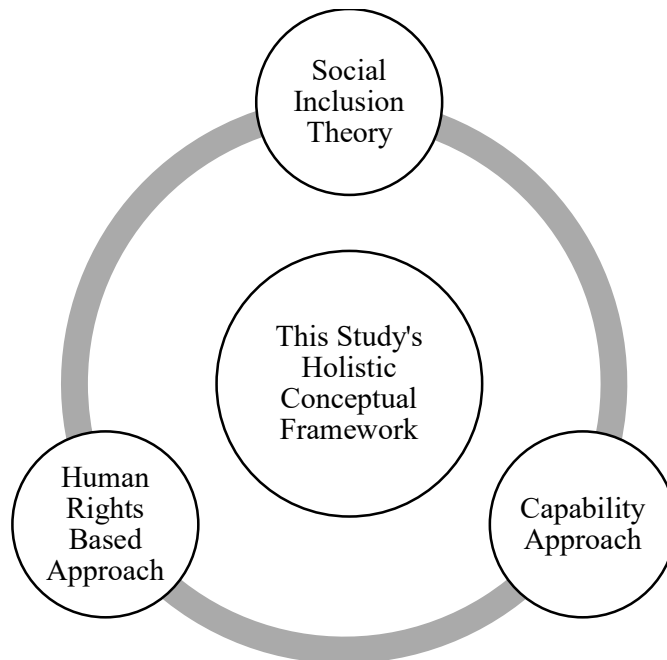 Social
Inclusion
Theory
This Study's
Holistic
Conceptual
Framework
Human
Rights
Based
Approach
Capability
Approach